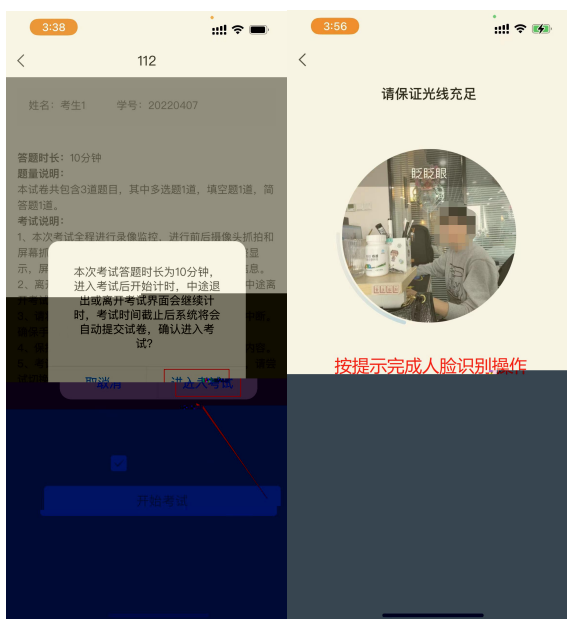 3:38
112
姓名：考生1 学号：20220407
答题时长：10分钟
题量说明：
本试卷共包含3道题目，其中多选题1道，填空题1道，简
答题1道。
考试说明：
1、本次考试全程进行录像监控，进行前后摄像头抓拍和
本次考试答题时长为10分钟，
进入考试后开始计时，中途退
出或离开考试界面会继续计
时，考试时间截止后系统将会
自动提交试卷，确认进入考
试?
取消 进入考试
开始考试
3:56
请保证光线充足
眨眨眼
按提示完成人脸识别操作